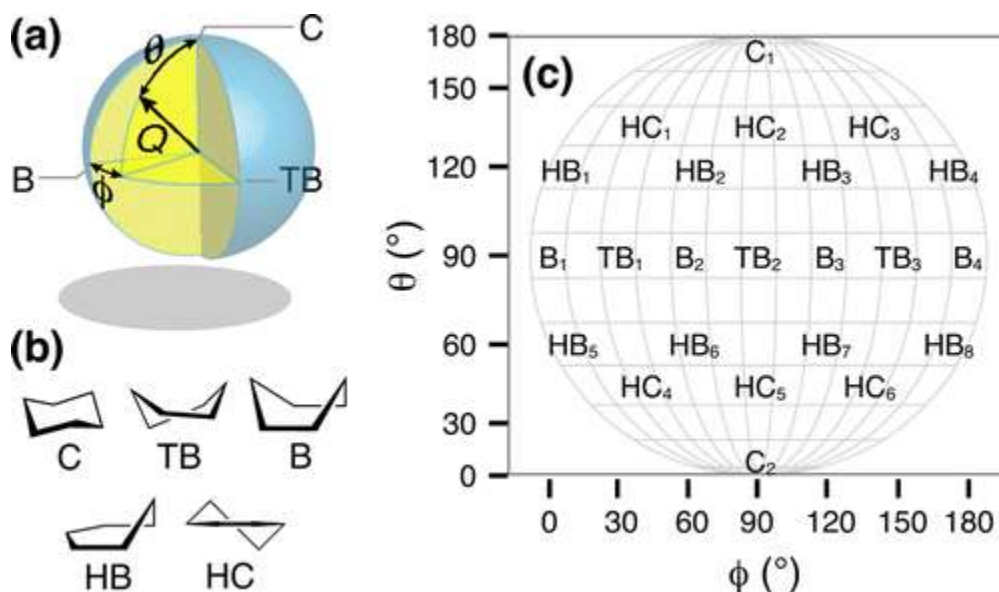 (a)
C
θ
Q
B
ϕ
TB
(b)
C
TB
B
HB
HC
(c)
180
150
120
90
60
30
0
θ (°)
C₁
HC₁ HC₂ HC₃
HB₁ HB₂ HB₃ HB₄
B₁ TB₁ B₂ TB₂ B₃ TB₃ B₄
HB₅ HB₆ HB₇ HB₈
HC₄ HC₅ HC₆
C₂
0 30 60 90 120 150 180
ϕ (°)